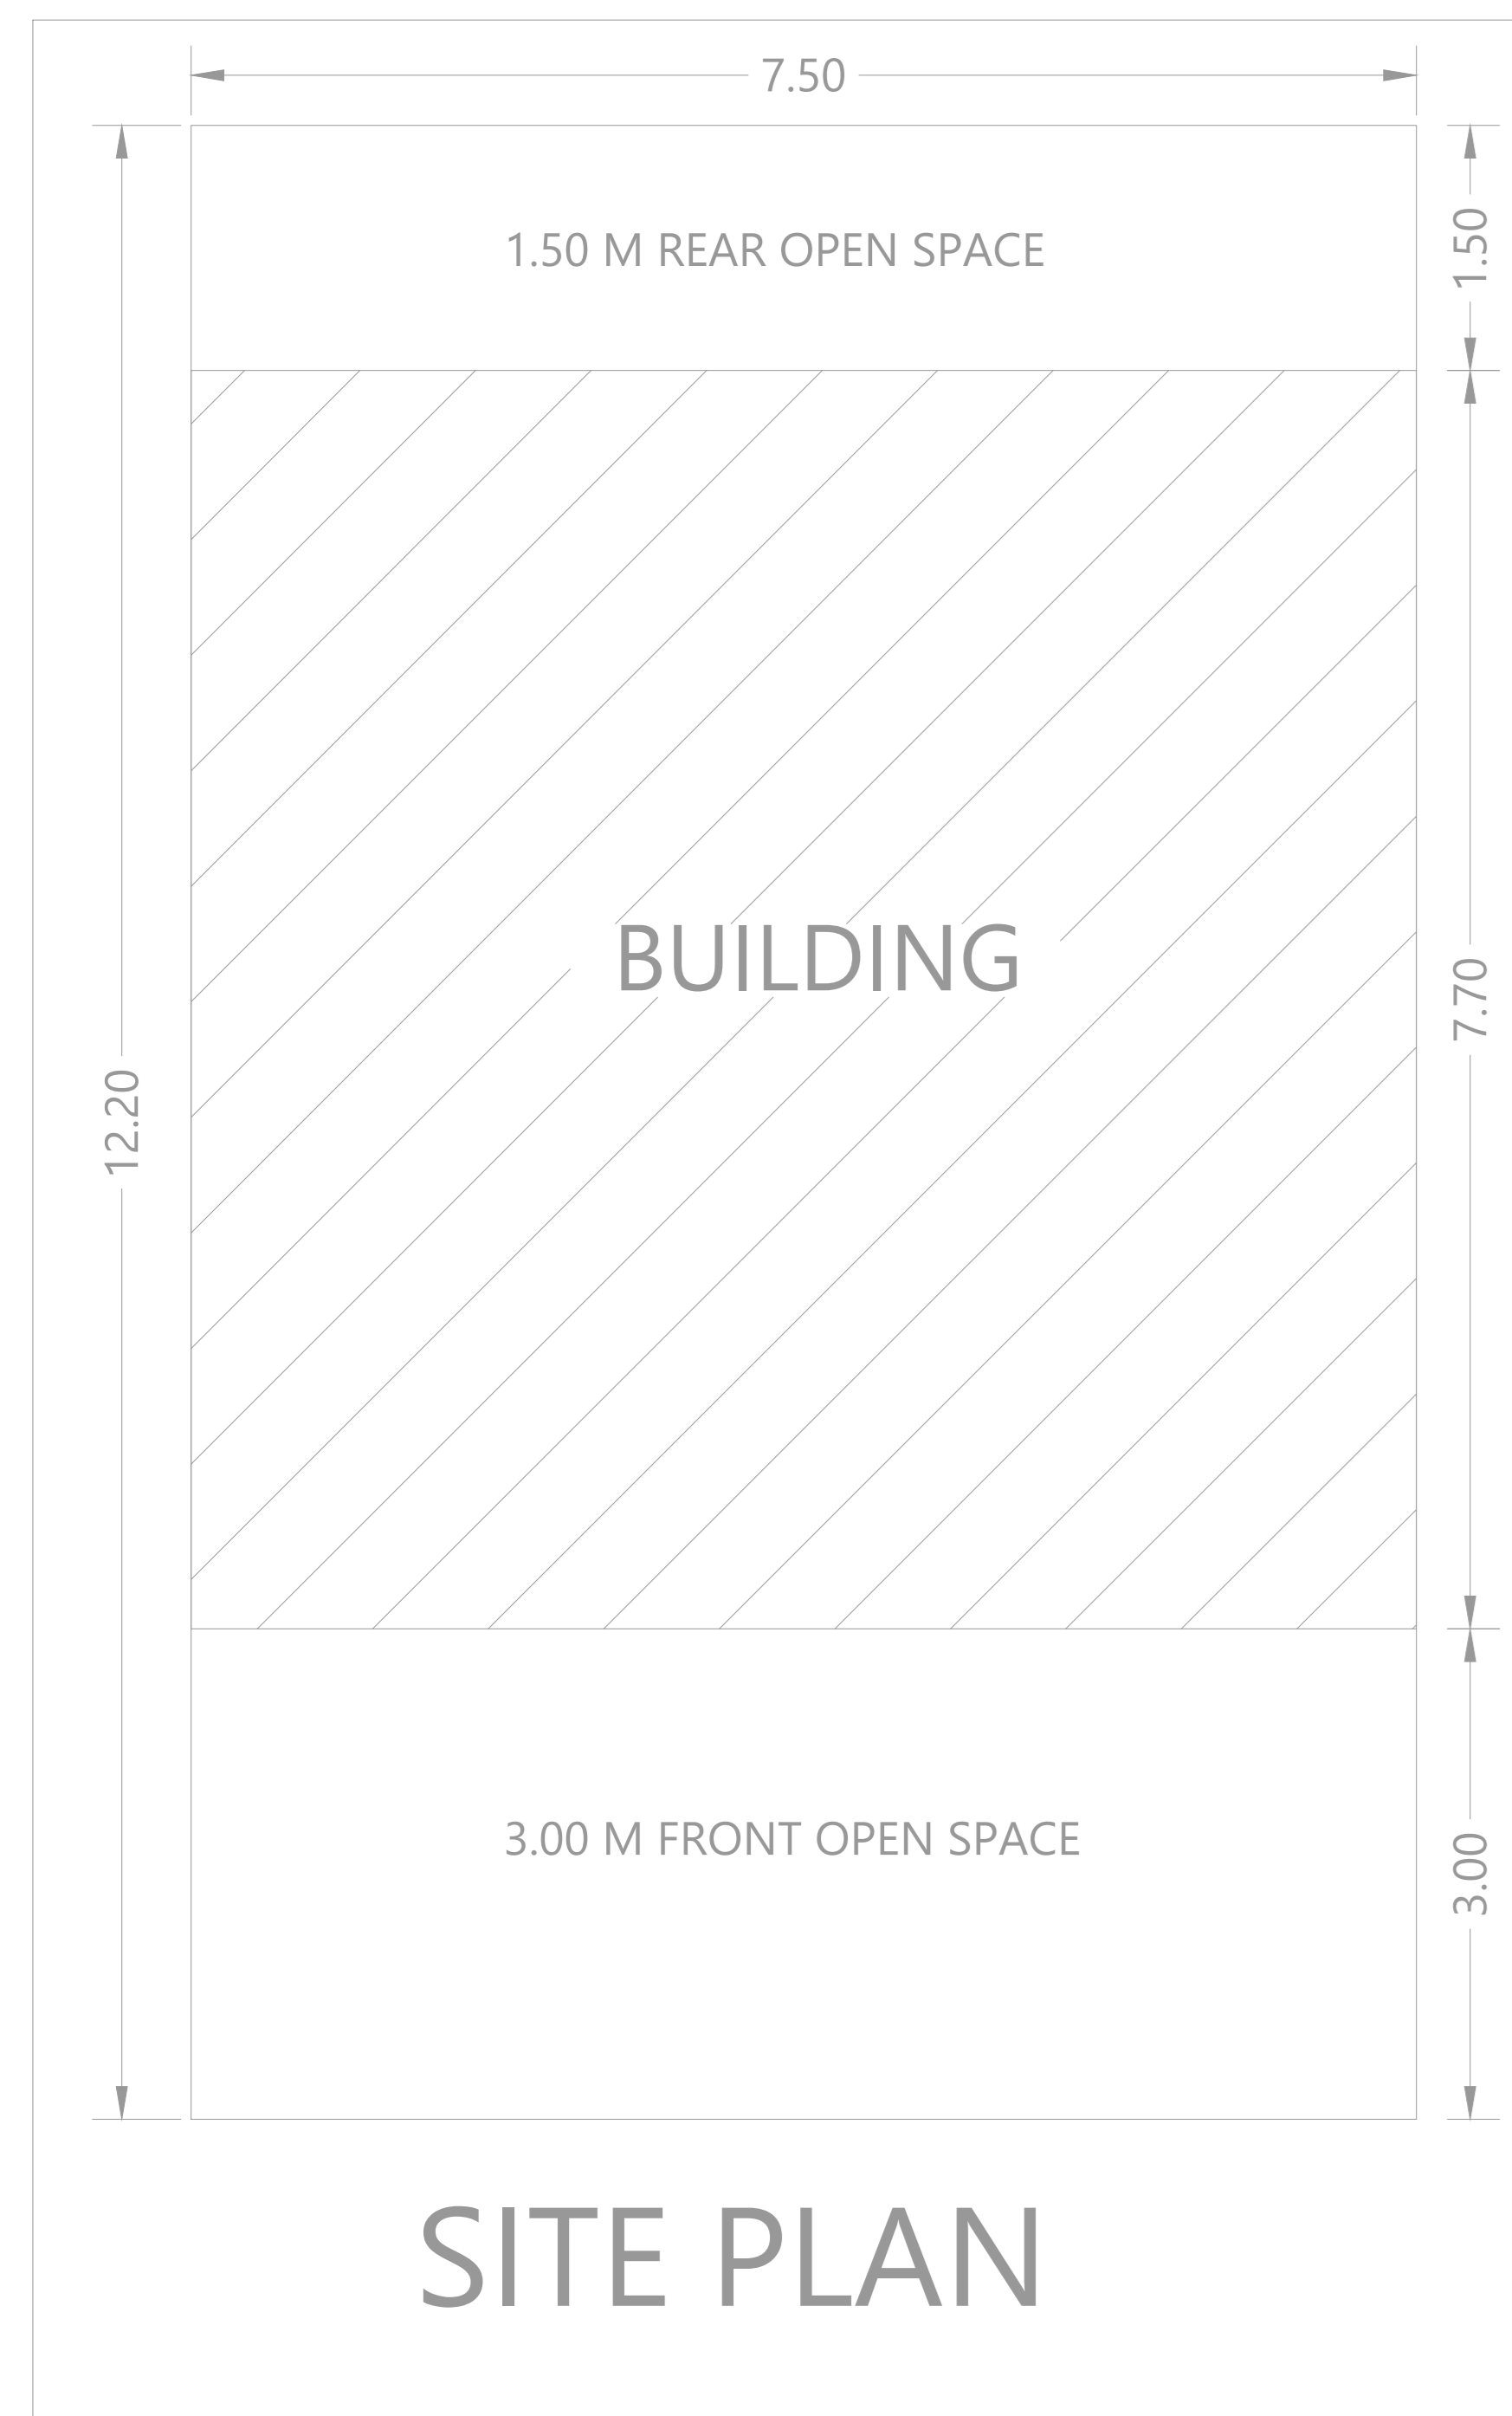 7.50
1.50 M REAR OPEN SPACE
1.50
BUILDING
7.70
12.20
3.00 M FRONT OPEN SPACE
3.00
SITE PLAN